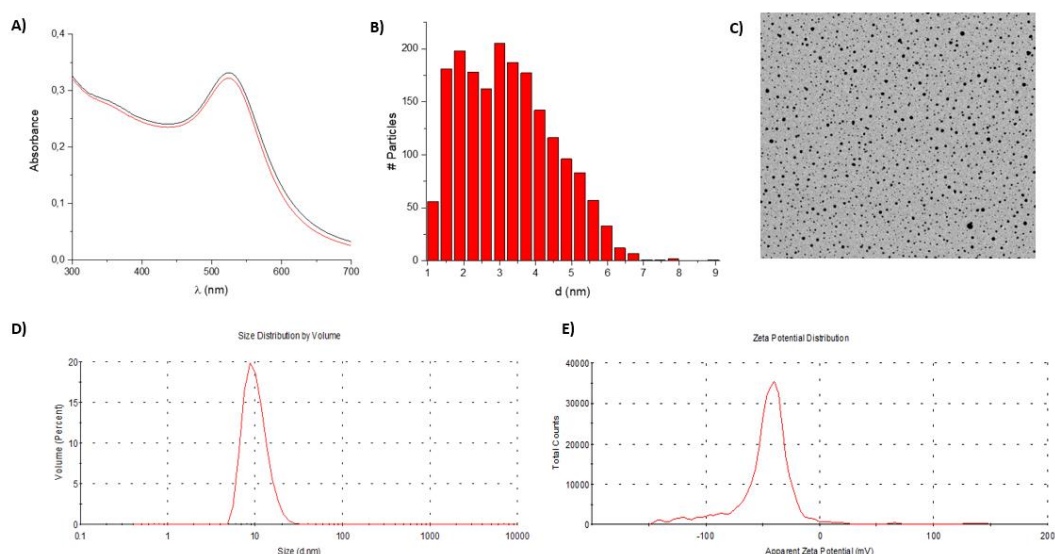 A)
0,4
0,3
0,2
0,1
0,0
Absorbance
300 400 500 600 700
λ (nm)
B)
200
150
100
50
0
# Particles
1 2 3 4 5 6 7 8 9
d (nm)
C)
D)
Size Distribution by Volume
20
15
10
5
0
Volume (Percent)
0.1 1 10 100 1000 10000
Size (d.nm)
E)
Zeta Potential Distribution
40000
30000
20000
10000
0
Total Counts
-100 0 100 200
Apparent Zeta Potential (mV)